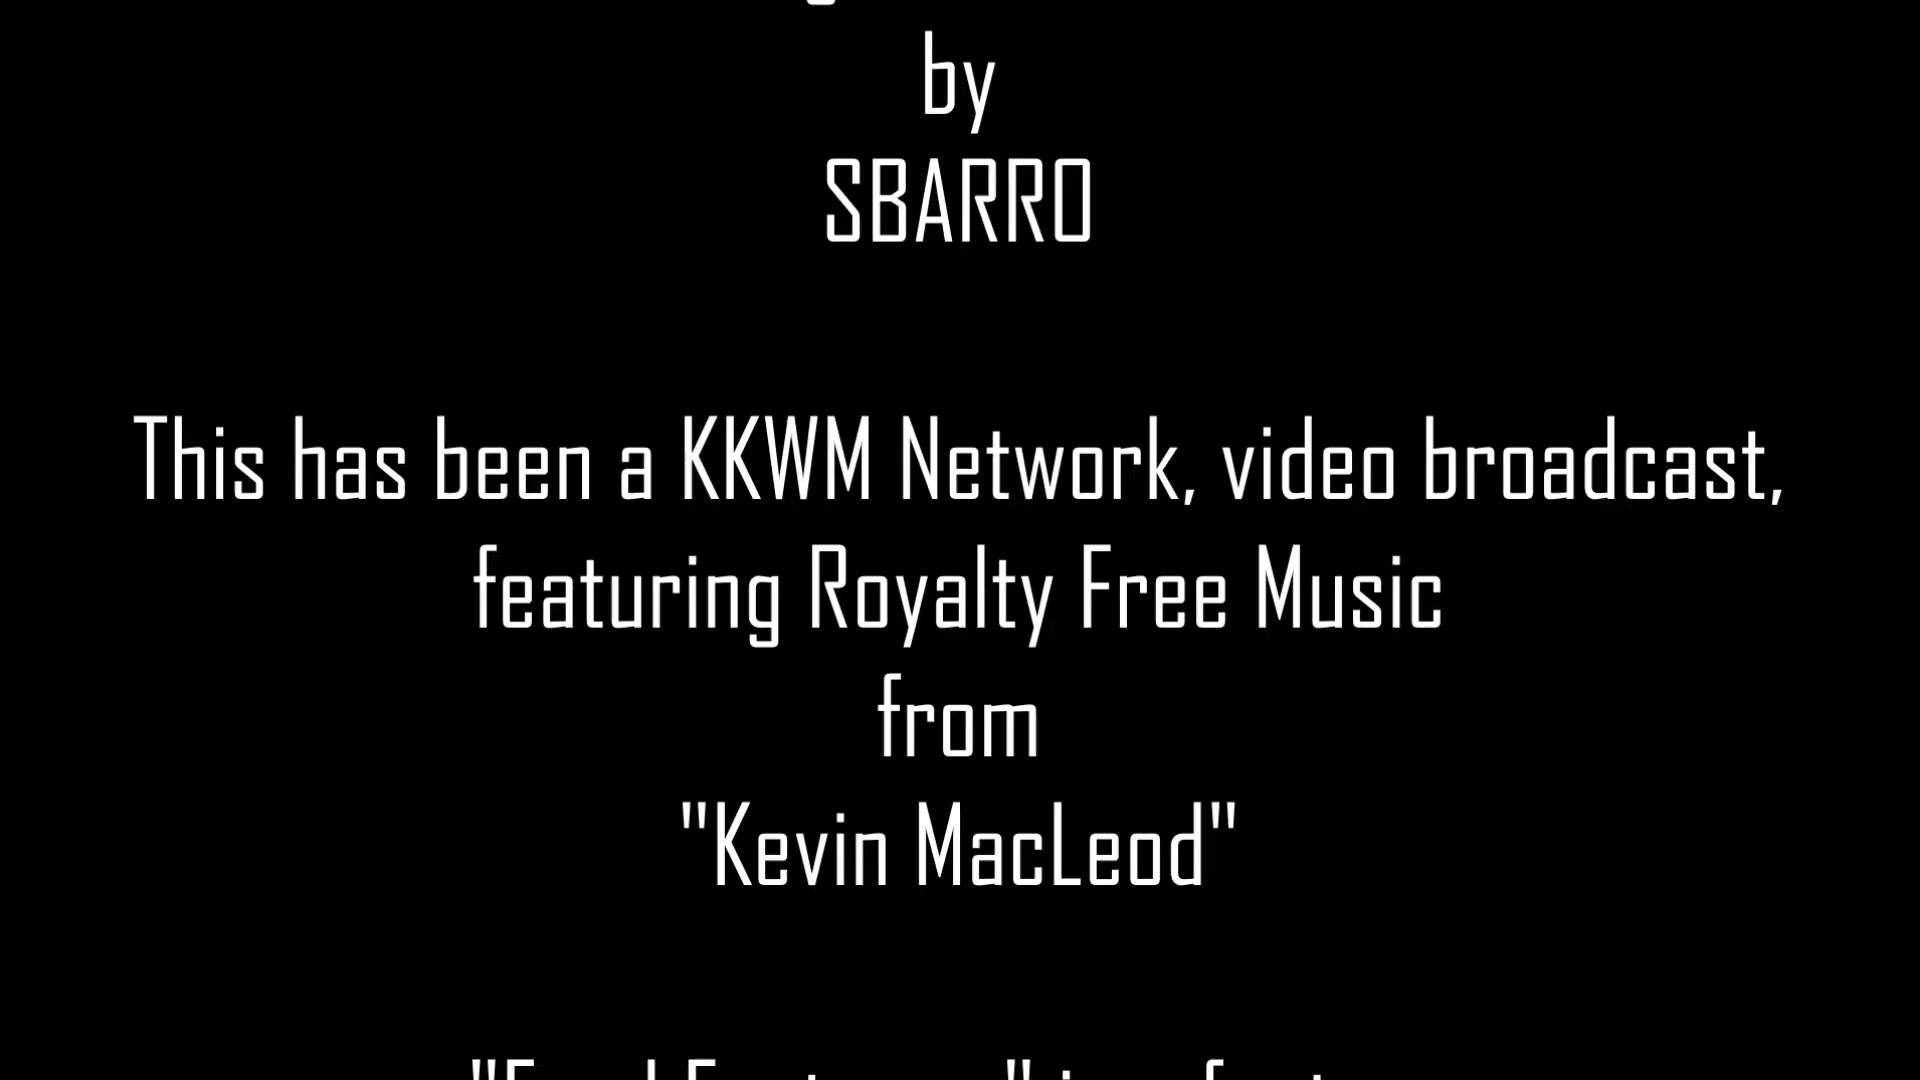 by
SBARRO
This has been a KKWM Network, video broadcast,
featuring Royalty Free Music
from
"Kevin MacLeod"